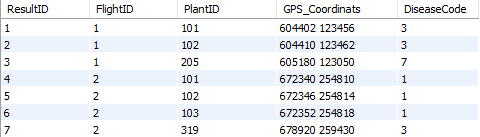 ResultID FlightID PlantID GPS_Coordinats DiseaseCode
1 1 101 604402 123456 3
2 1 102 604410 123462 3
3 1 205 605180 123050 7
4 2 101 672340 254810 1
5 2 102 672346 254814 1
6 2 103 672352 254818 1
7 2 319 678920 259430 3